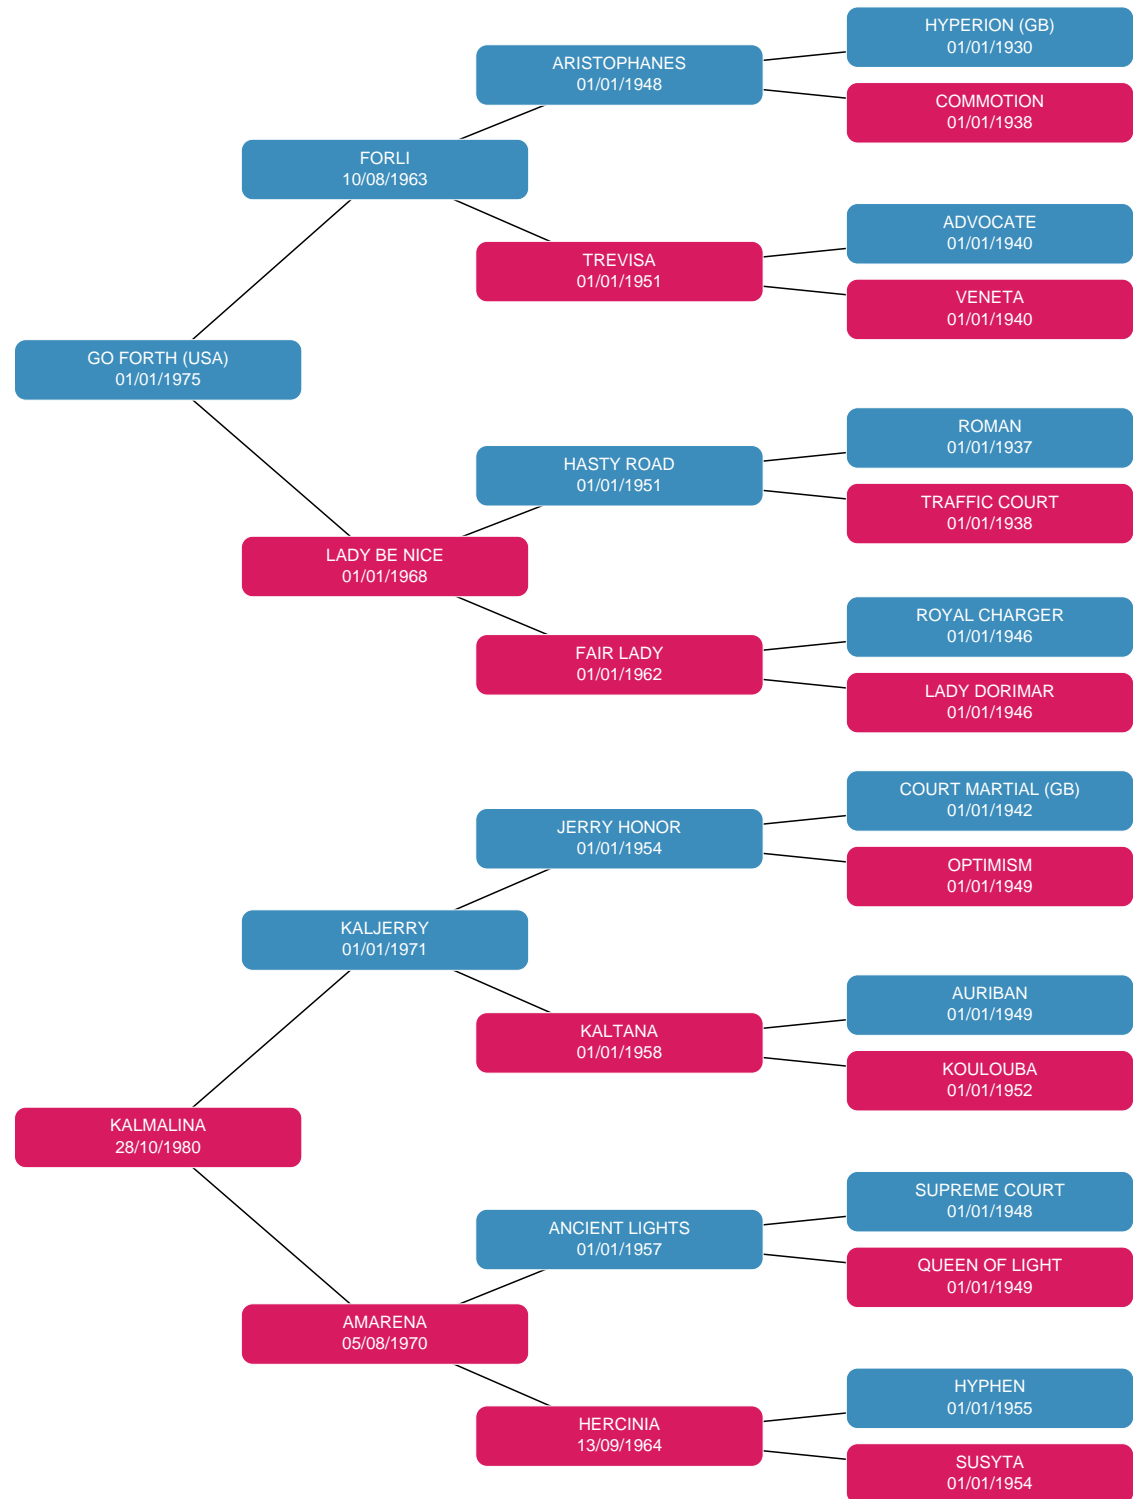 HYPERION (GB)
01/01/1930
ARISTOPHANES
01/01/1948
COMMOTION
01/01/1938
FORLI
10/08/1963
ADVOCATE
01/01/1940
TREVISA
01/01/1951
VENETA
01/01/1940
GO FORTH (USA)
01/01/1975
ROMAN
01/01/1937
HASTY ROAD
01/01/1951
TRAFFIC COURT
01/01/1938
LADY BE NICE
01/01/1968
ROYAL CHARGER
01/01/1946
FAIR LADY
01/01/1962
LADY DORIMAR
01/01/1946
COURT MARTIAL (GB)
01/01/1942
JERRY HONOR
01/01/1954
OPTIMISM
01/01/1949
KALJERRY
01/01/1971
AURIBAN
01/01/1949
KALTANA
01/01/1958
KOULOUBA
01/01/1952
KALMALINA
28/10/1980
SUPREME COURT
01/01/1948
ANCIENT LIGHTS
01/01/1957
QUEEN OF LIGHT
01/01/1949
AMARENA
05/08/1970
HYPHEN
01/01/1955
HERCINIA
13/09/1964
SUSYTA
01/01/1954